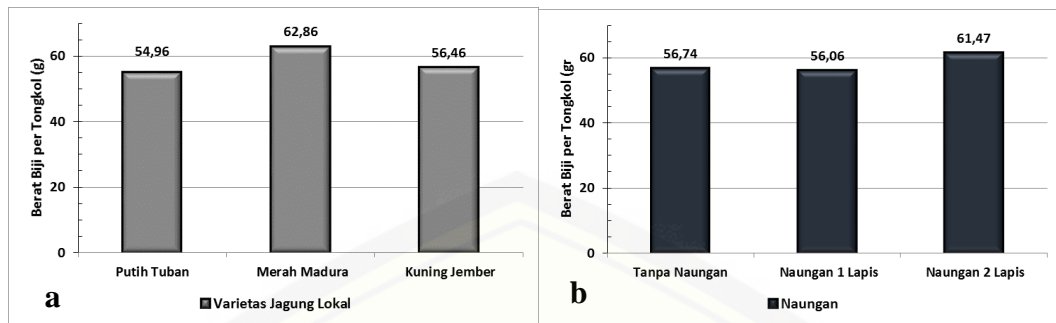 Berat Biji per Tongkol (g)
60
40
20
0
54,96
62,86
56,46
Putih Tuban
Merah Madura
Kuning Jember
a
Varietas Jagung Lokal
Berat Biji per Tongkol (gr
60
40
20
0
56,74
56,06
61,47
Tanpa Naungan
Naungan 1 Lapis
Naungan 2 Lapis
b
Naungan